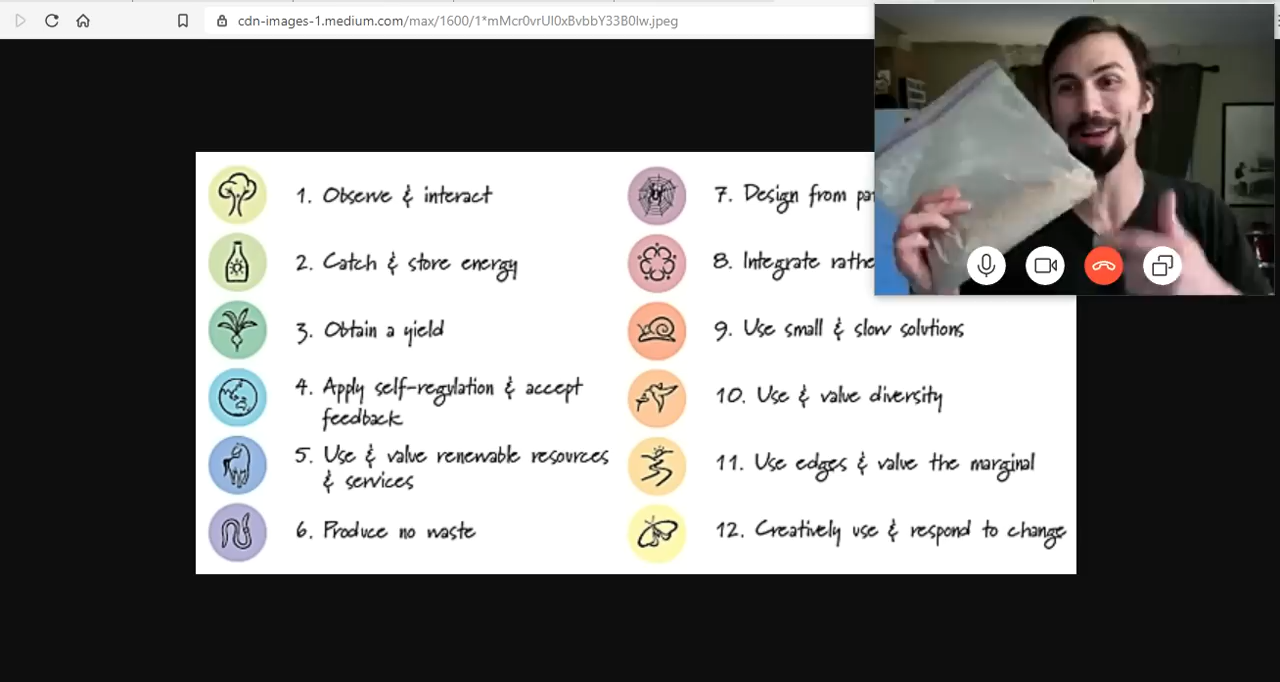 cdn-images-1.medium.com/max/1600/1*mMcr0vrUI0xBvbbY33B0lw.jpeg
1. Observe & interact
2. Catch & store energy
3. Obtain a yield
4. Apply self-regulation & accept
feedback
5. Use & value renewable resources
& services
6. Produce no waste
7. Design from
8. Integrate
9. Use small & slow solutions
10. Use & value diversity
11. Use edges & value the marginal
12. Creatively use & respond to change